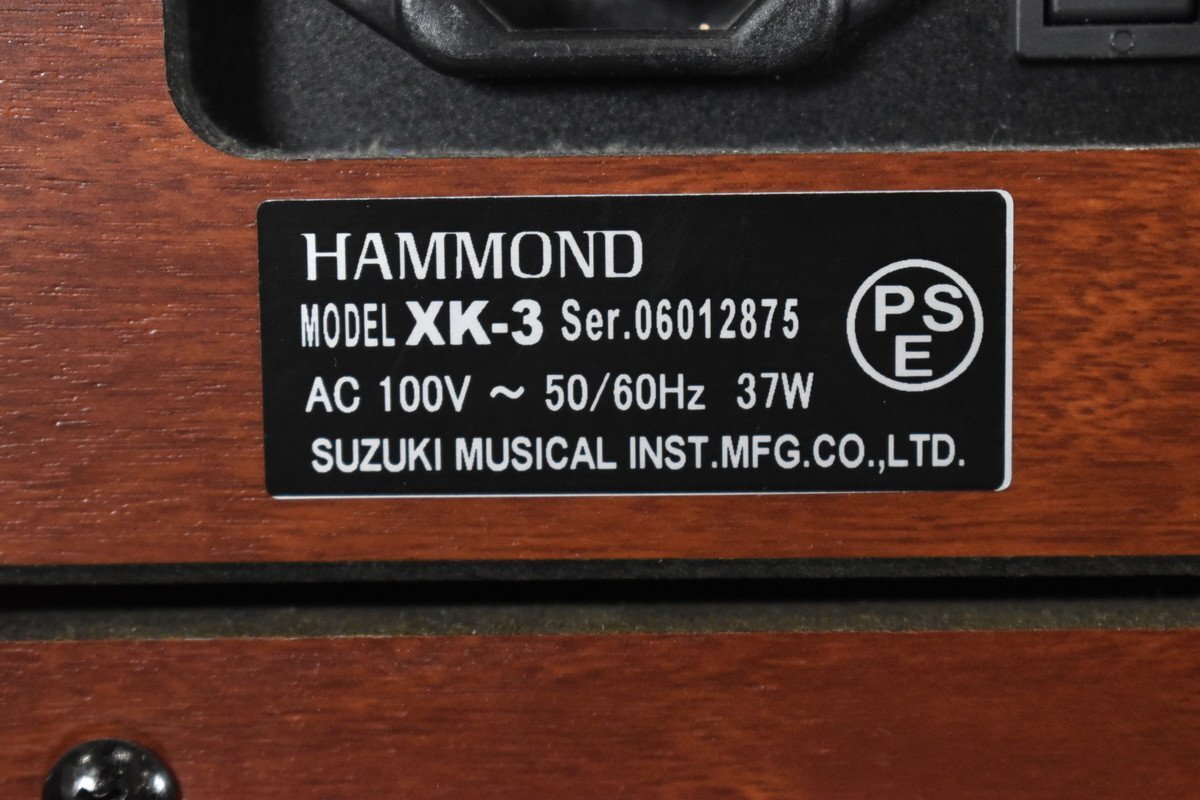 HAMMOND
MODEL XK-3 Ser.06012875
AC 100V ~ 50/60Hz 37W
SUZUKI MUSICAL INST.MFG.CO.,LTD.
PS
E